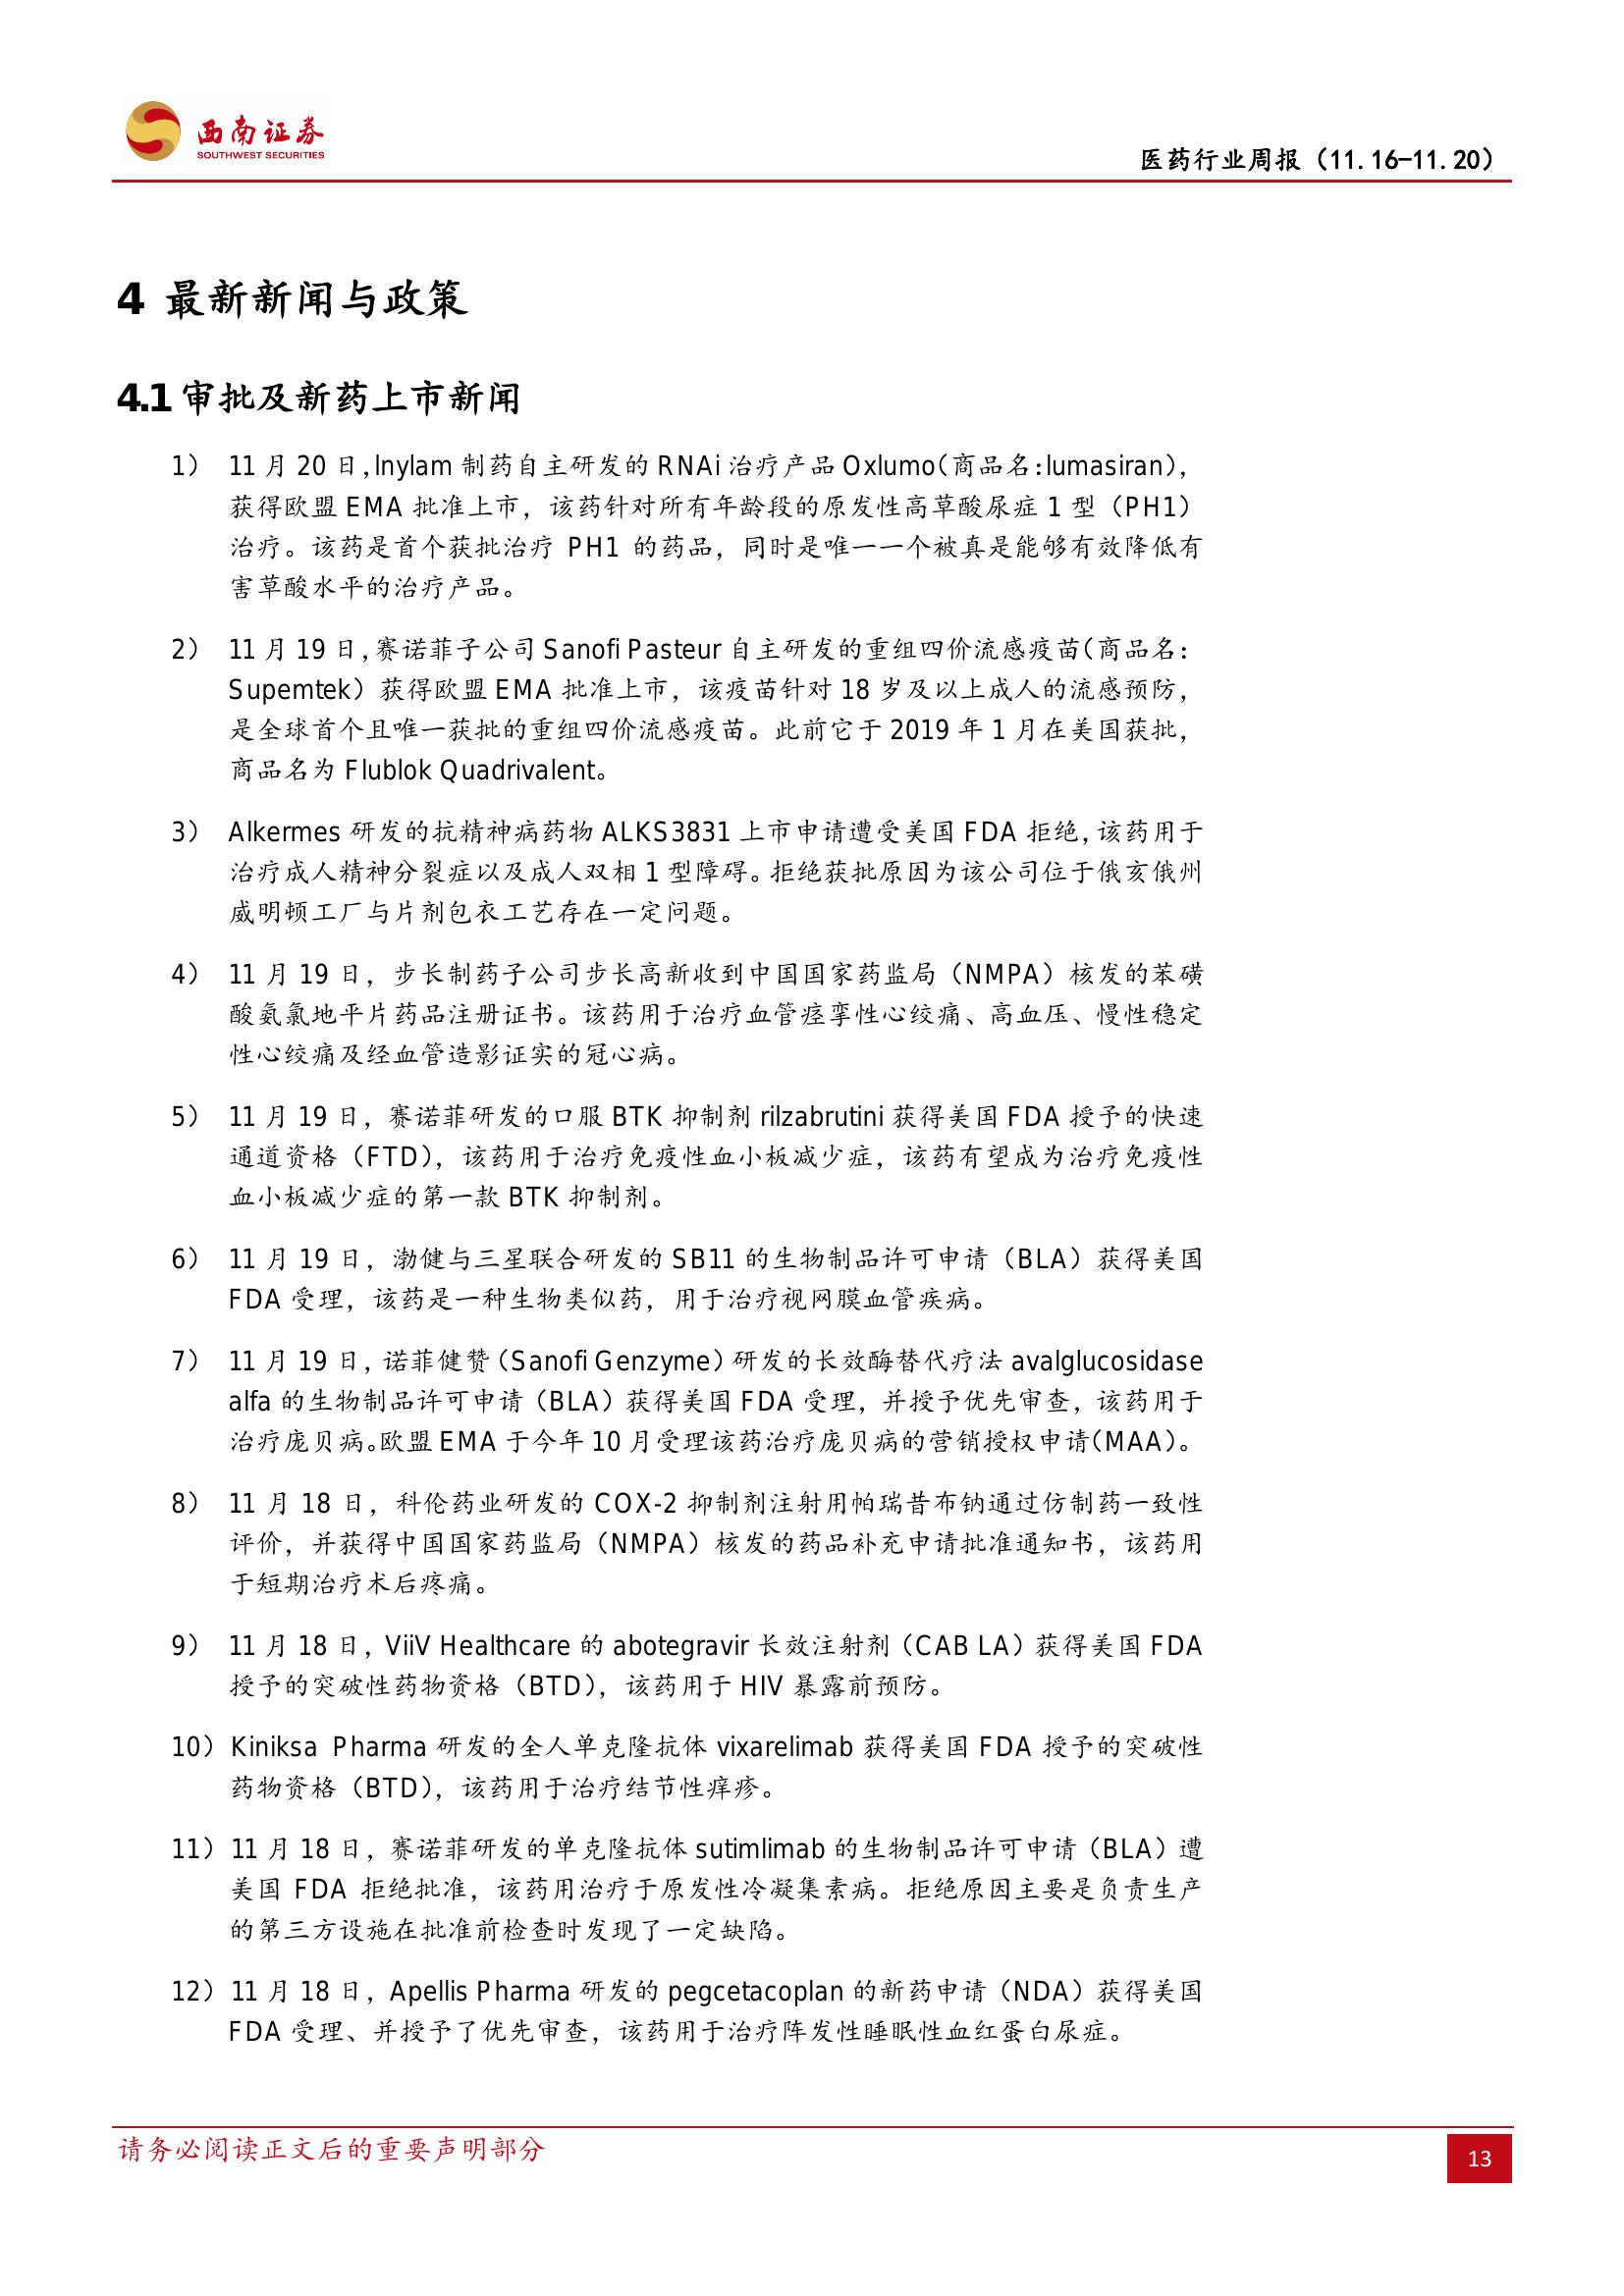 西南证券
SOUTHWEST SECURITIES
医药行业周报（11.16-11.20）
4 最新新闻与政策
4.1 审批及新药上市新闻
1） 11 月 20 日，lnylam 制药自主研发的 RNAi 治疗产品 Oxlumo（商品名：lumasiran），
获得欧盟 EMA 批准上市，该药针对所有年龄段的原发性高草酸尿症 1 型（PH1）
治疗。该药是首个获批治疗 PH1 的药品，同时是唯一一个被真是能够有效降低有
害草酸水平的治疗产品。
2） 11 月 19 日，赛诺菲子公司 Sanofi Pasteur 自主研发的重组四价流感疫苗（商品名：
Supemtek）获得欧盟 EMA 批准上市，该疫苗针对 18 岁及以上成人的流感预防，
是全球首个且唯一获批的重组四价流感疫苗。此前它于 2019 年 1 月在美国获批，
商品名为 Flublok Quadrivalent。
3） Alkermes 研发的抗精神病药物 ALKS3831 上市申请遭受美国 FDA 拒绝，该药用于
治疗成人精神分裂症以及成人双相 1 型障碍。拒绝获批原因为该公司位于俄亥俄州
威明顿工厂与片剂包衣工艺存在一定问题。
4） 11 月 19 日，步长制药子公司步长高新收到中国国家药监局（NMPA）核发的苯磺
酸氨氯地平片药品注册证书。该药用于治疗血管痉挛性心绞痛、高血压、慢性稳定
性心绞痛及经血管造影证实的冠心病。
5） 11 月 19 日，赛诺菲研发的口服 BTK 抑制剂 rilzabrutini 获得美国 FDA 授予的快速
通道资格（FTD），该药用于治疗免疫性血小板减少症，该药有望成为治疗免疫性
血小板减少症的第一款 BTK 抑制剂。
6） 11 月 19 日，渤健与三星联合研发的 SB11 的生物制品许可申请（BLA）获得美国
FDA 受理，该药是一种生物类似药，用于治疗视网膜血管疾病。
7） 11 月 19 日，诺菲健赞（Sanofi Genzyme）研发的长效酶替代疗法 avalglucosidase
alfa 的生物制品许可申请（BLA）获得美国 FDA 受理，并授予优先审查，该药用于
治疗庞贝病。欧盟 EMA 于今年 10 月受理该药治疗庞贝病的营销授权申请（MAA）。
8） 11 月 18 日，科伦药业研发的 COX-2 抑制剂注射用帕瑞昔布钠通过仿制药一致性
评价，并获得中国国家药监局（NMPA）核发的药品补充申请批准通知书，该药用
于短期治疗术后疼痛。
9） 11 月 18 日，ViiV Healthcare 的 abotegravir 长效注射剂（CAB LA）获得美国 FDA
授予的突破性药物资格（BTD），该药用于 HIV 暴露前预防。
10）Kiniksa Pharma 研发的全人单克隆抗体 vixarelimab 获得美国 FDA 授予的突破性
药物资格（BTD），该药用于治疗结节性痒疹。
11）11 月 18 日，赛诺菲研发的单克隆抗体 sutimlimab 的生物制品许可申请（BLA）遭
美国 FDA 拒绝批准，该药用治疗于原发性冷凝集素病。拒绝原因主要是负责生产
的第三方设施在批准前检查时发现了一定缺陷。
12）11 月 18 日，Apellis Pharma 研发的 pegcetacoplan 的新药申请（NDA）获得美国
FDA 受理、并授予了优先审查，该药用于治疗阵发性睡眠性血红蛋白尿症。
请务必阅读正文后的重要声明部分
13